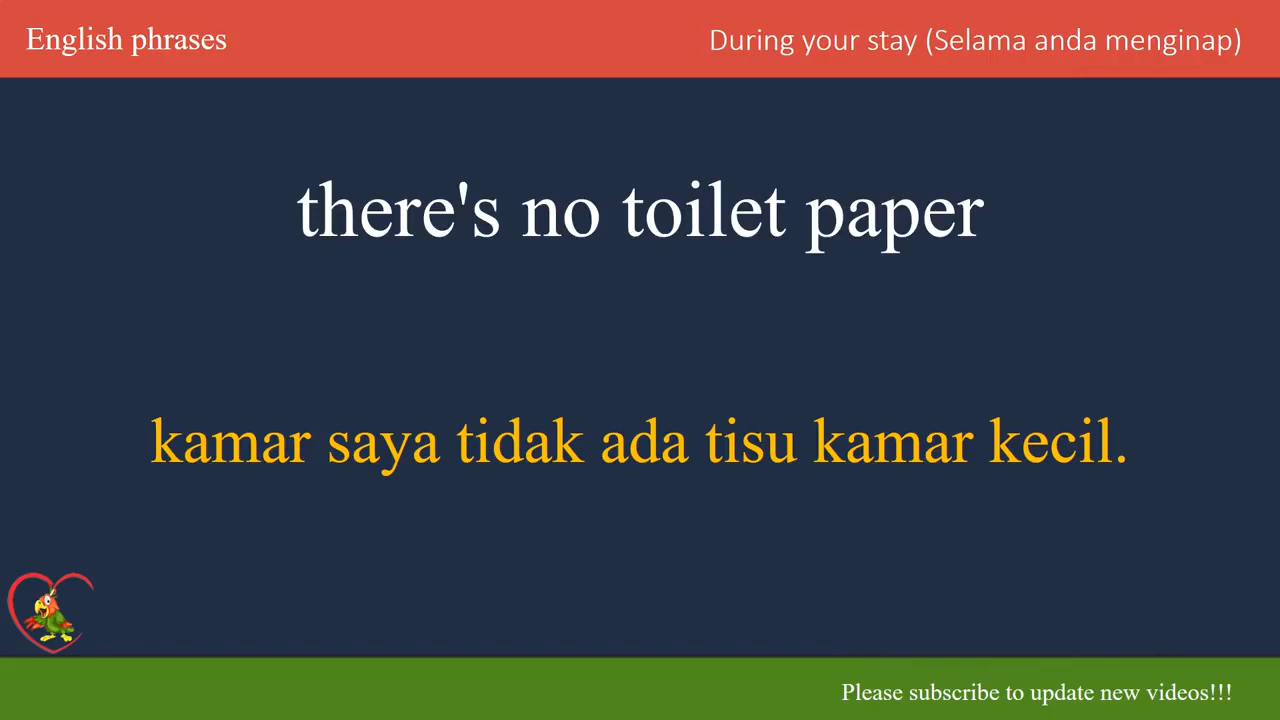 English phrases
During your stay (Selama anda menginap)
there's no toilet paper
kamar saya tidak ada tisu kamar kecil.
Please subscribe to update new videos!!!